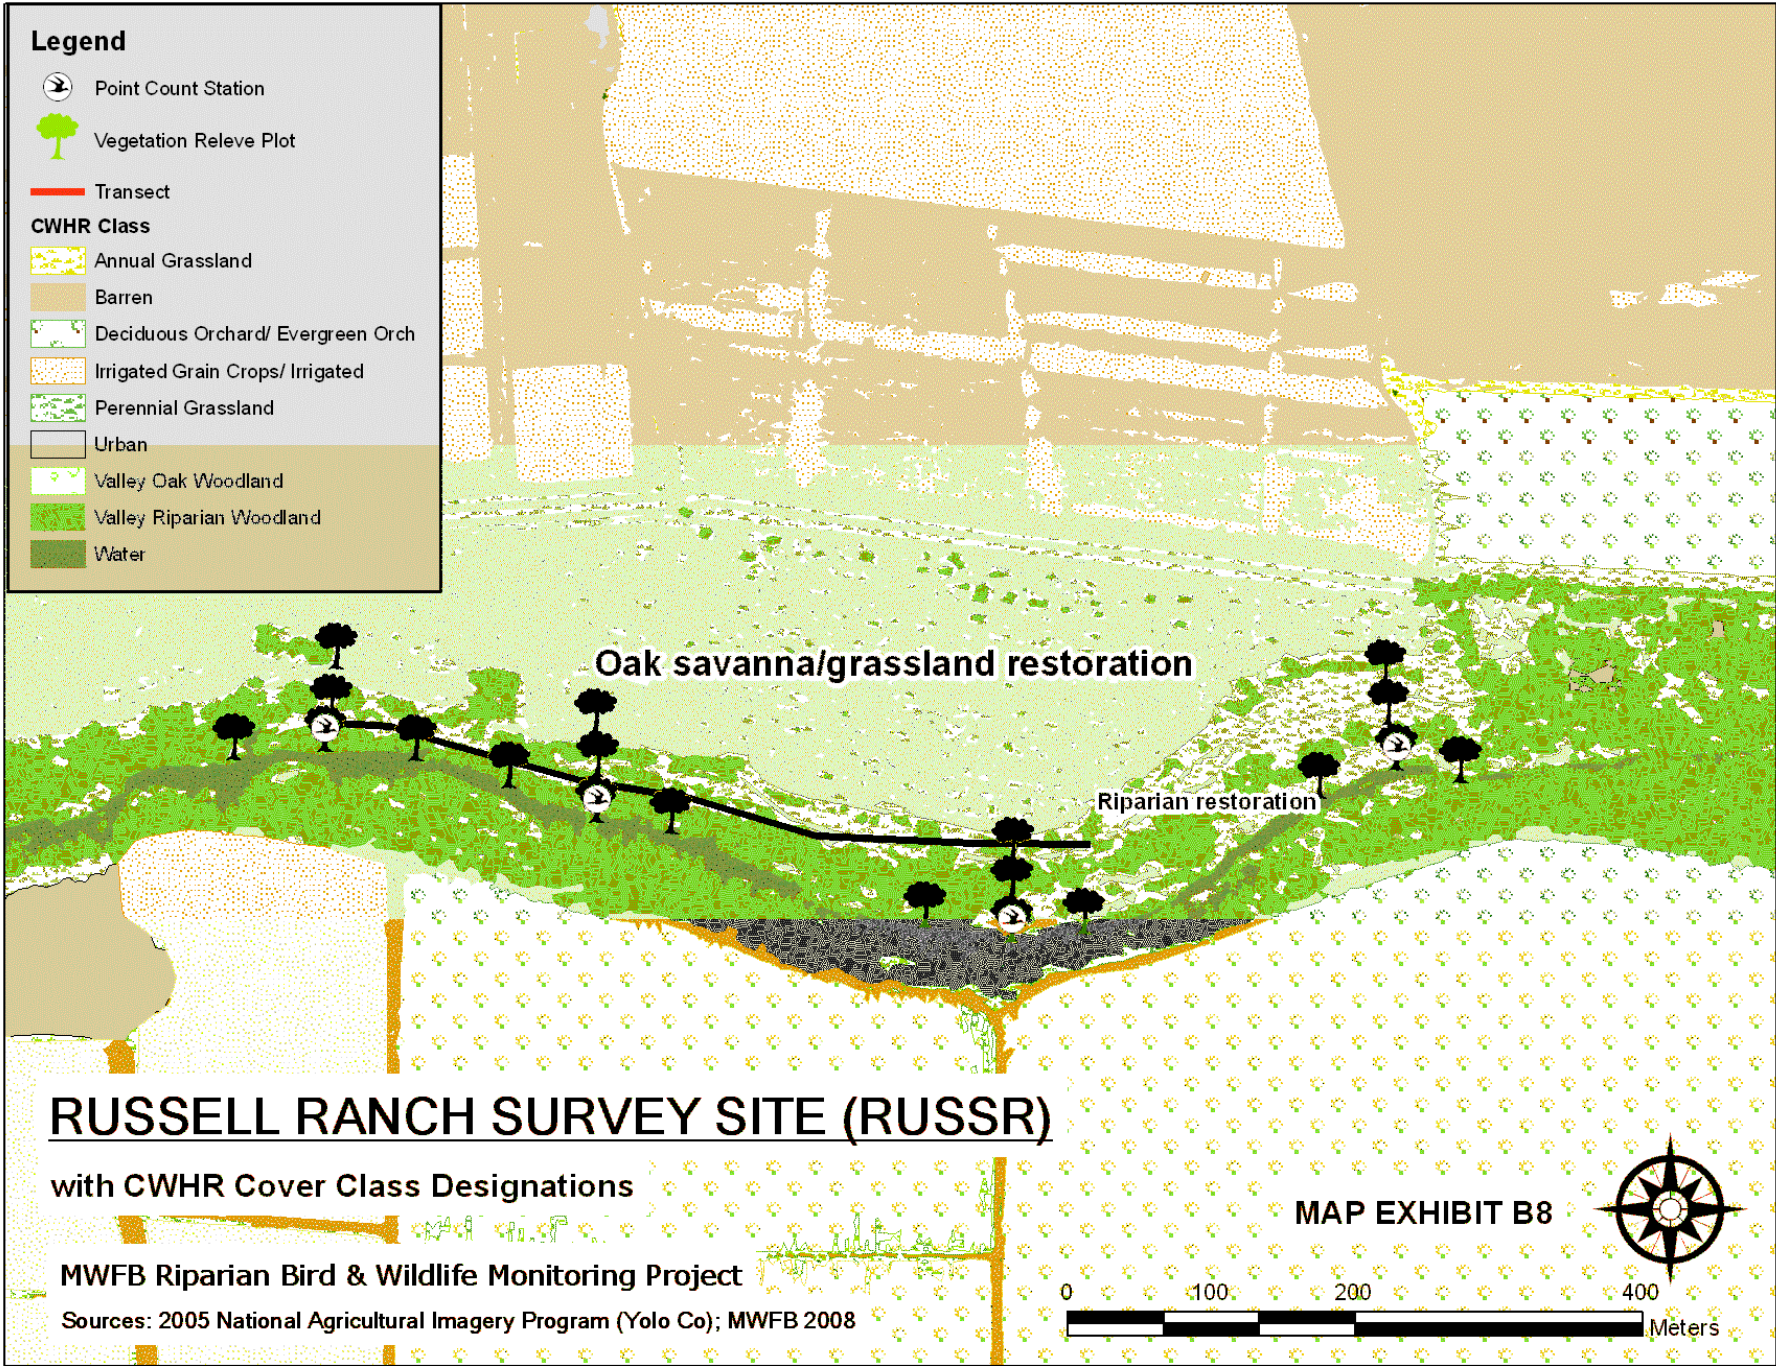 Legend
Point Count Station
Vegetation Releve Plot
Transect
CWHR Class
Annual Grassland
Barren
Deciduous Orchard/ Evergreen Orch
Irrigated Grain Crops/ Irrigated
Perennial Grassland
Urban
Valley Oak Woodland
Valley Riparian Woodland
Water
Oak savanna/grassland restoration
Riparian restoration
RUSSELL RANCH SURVEY SITE (RUSSR)
with CWHR Cover Class Designations
MAP EXHIBIT B8
MWFB Riparian Bird & Wildlife Monitoring Project
Sources: 2005 National Agricultural Imagery Program (Yolo Co); MWFB 2008
0 100 200 400
Meters